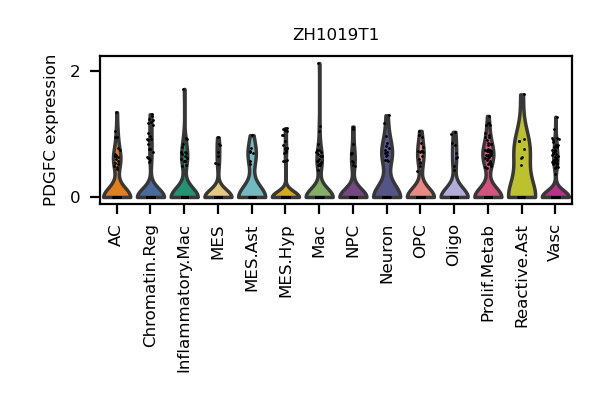 ZH1019T1
PDGFC expression
2
0
AC
Chromatin.Reg
Inflammatory.Mac
MES
MES.Ast
MES.Hyp
Mac
NPC
Neuron
OPC
Oligo
Prolif.Metab
Reactive.Ast
Vasc